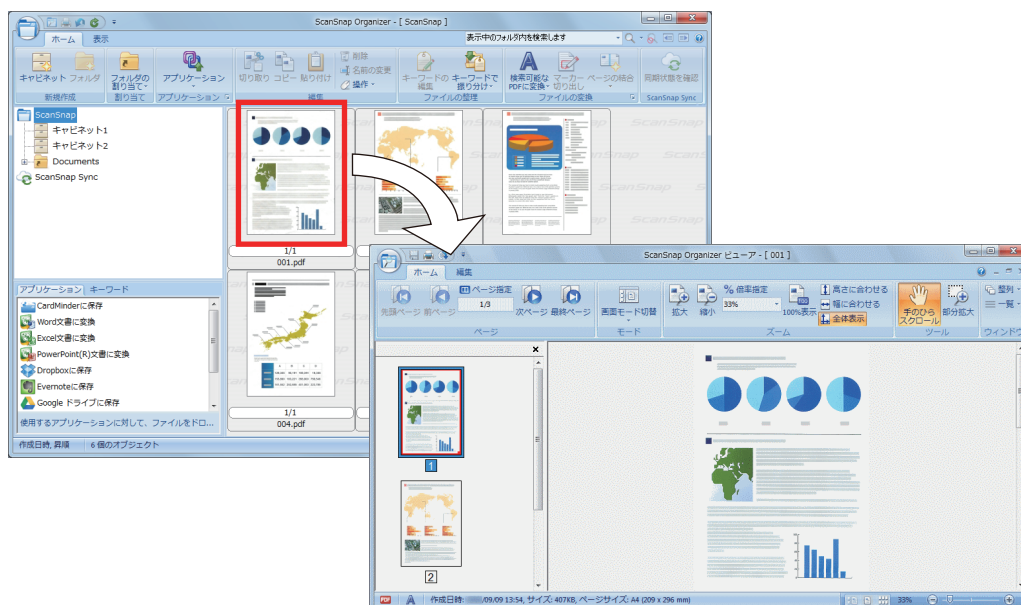 ScanSnap Organizer - [ ScanSnap ]
ホーム 表示
表示中のフォルダ内を検索します
キャビネット フォルダ フォルダの割り当て アプリケーション 切り取り コピー 貼り付け 削除 名前の変更 操作 キーワードの編集 キーワードで振り分け 検索可能なPDFに変換 マーカー切り出し ページの結合 同期状態を確認
新規作成 割り当て アプリケーション 編集 ファイルの整理 ファイルの変換 ScanSnap Sync
ScanSnap
キャビネット1
キャビネット2
Documents
ScanSnap Sync
1/1
001.pdf
アプリケーション キーワード
CardMinderに保存
Word文書に変換
Excel文書に変換
PowerPoint(R)文書に変換
Dropboxに保存
Evernoteに保存
Google ドライブに保存
使用するアプリケーションに対して、ファイルをドロ...
1/1
004.pdf
作成日時, 昇順 6 個のオブジェクト
ScanSnap Organizer ビューア - [ 001 ]
ホーム 編集
先頭ページ 前ページ ページ指定 1/3 次ページ 最終ページ 画面モード切替 拡大 縮小 % 倍率指定 33% 100%表示 高さに合わせる 幅に合わせる 全体表示 手のひらスクロール 部分拡大 整列 一覧
ページ モード ズーム ツール ウィンドウ
1
2
PDF 作成日時: /09/09 13:54, サイズ: 407KB, ページサイズ: A4 (209 x 296 mm) 33%